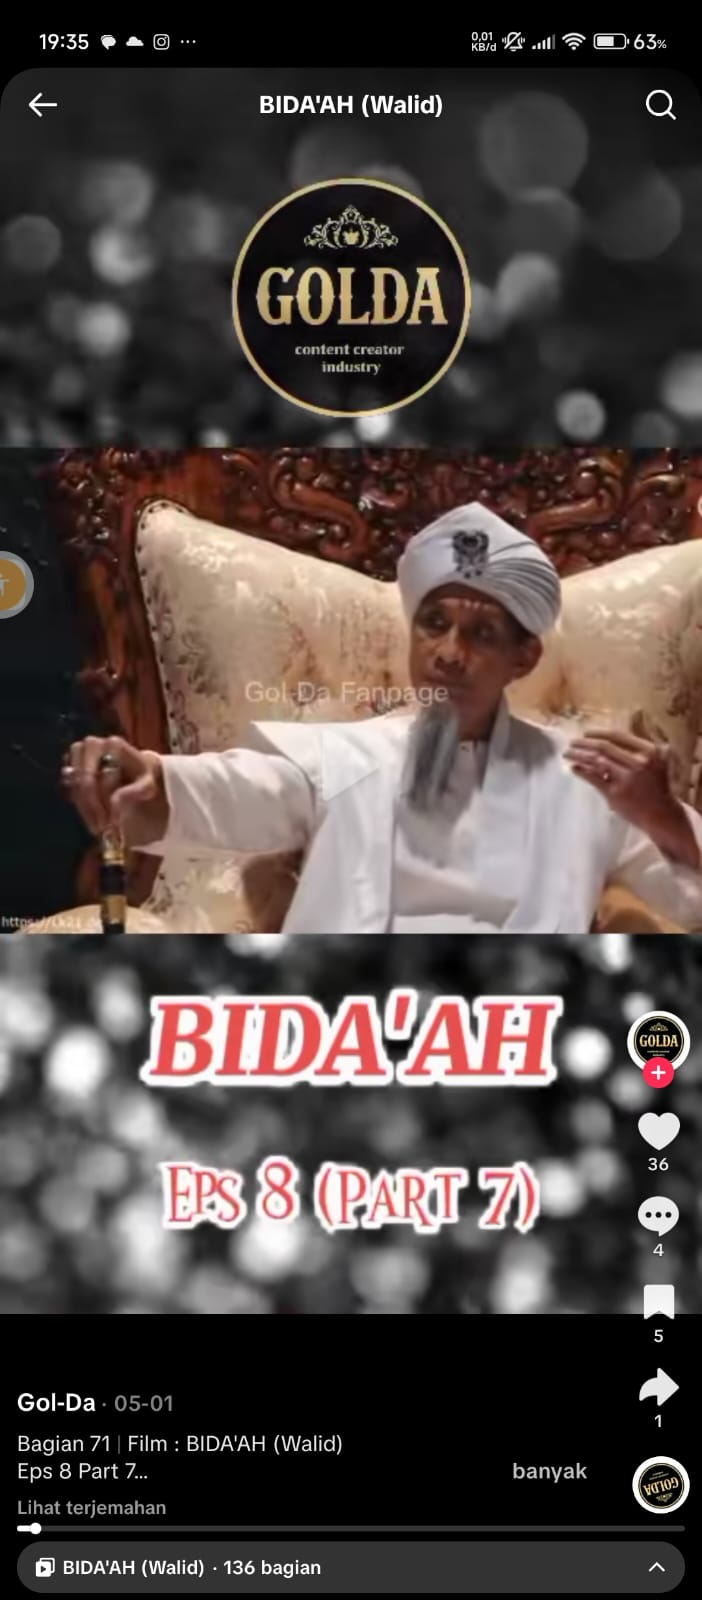 19:35
0,01
KB/d
63%
BIDA'AH (Walid)
GOLDA
content creator
industry
Gol-Da Fanpage
BIDA'AH
EPS 8 (PART 7)
GOLDA
36
4
5
1
Gol-Da · 05-01
Bagian 71 | Film : BIDA'AH (Walid)
Eps 8 Part 7... banyak
GOLDA
Lihat terjemahan
BIDA'AH (Walid) · 136 bagian